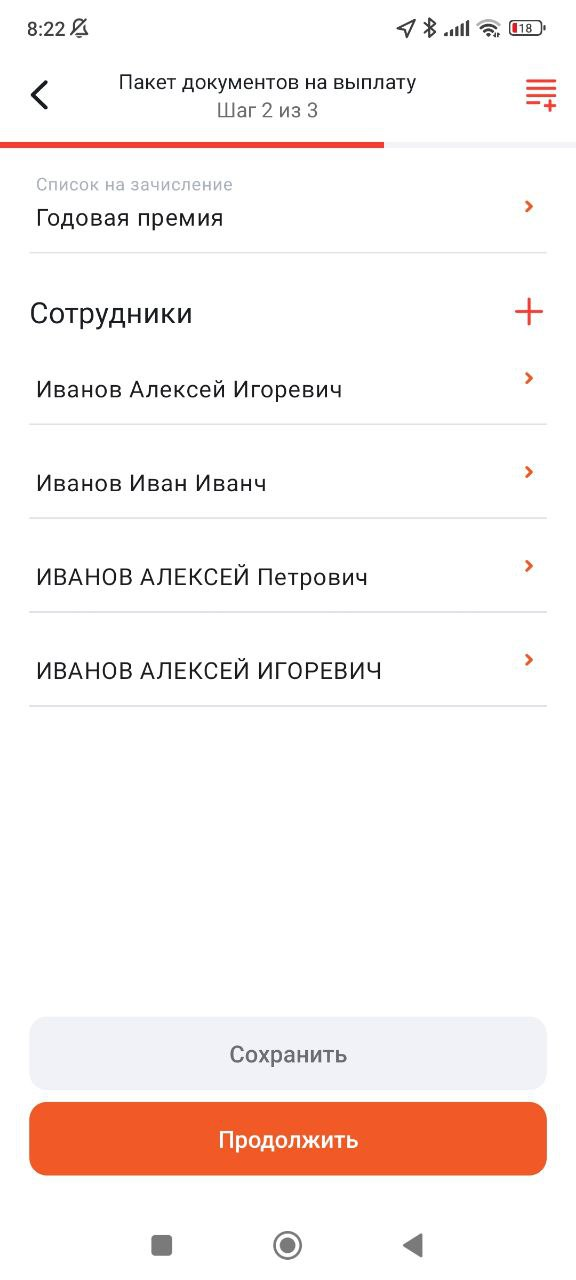 8:22
18
Пакет документов на выплату
Шаг 2 из 3
Список на зачисление
Годовая премия
Сотрудники
Иванов Алексей Игоревич
Иванов Иван Иванч
ИВАНОВ АЛЕКСЕЙ Петрович
ИВАНОВ АЛЕКСЕЙ ИГОРЕВИЧ
Сохранить
Продолжить